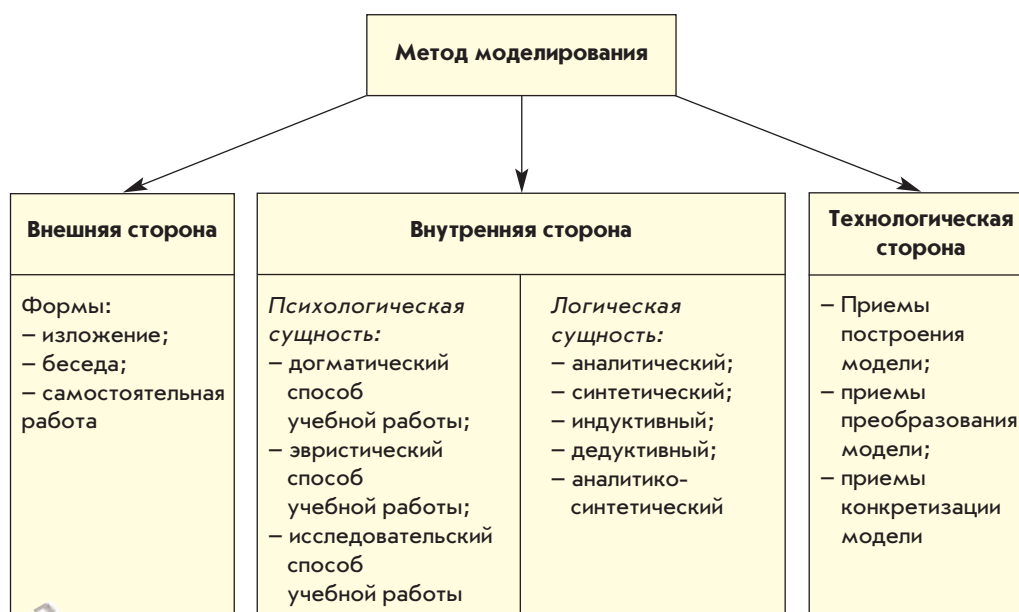 Метод моделирования
Внешняя сторона
Формы:
– изложение;
– беседа;
– самостоятельная
работа
Внутренняя сторона
Психологическая
сущность:
– догматический
способ
учебной работы;
– эвристический
способ
учебной работы;
– исследовательский
способ
учебной работы
Логическая
сущность:
– аналитический;
– синтетический;
– индуктивный;
– дедуктивный;
– аналитико-
синтетический
Технологическая
сторона
– Приемы
построения
модели;
– приемы
преобразования
модели;
– приемы
конкретизации
модели